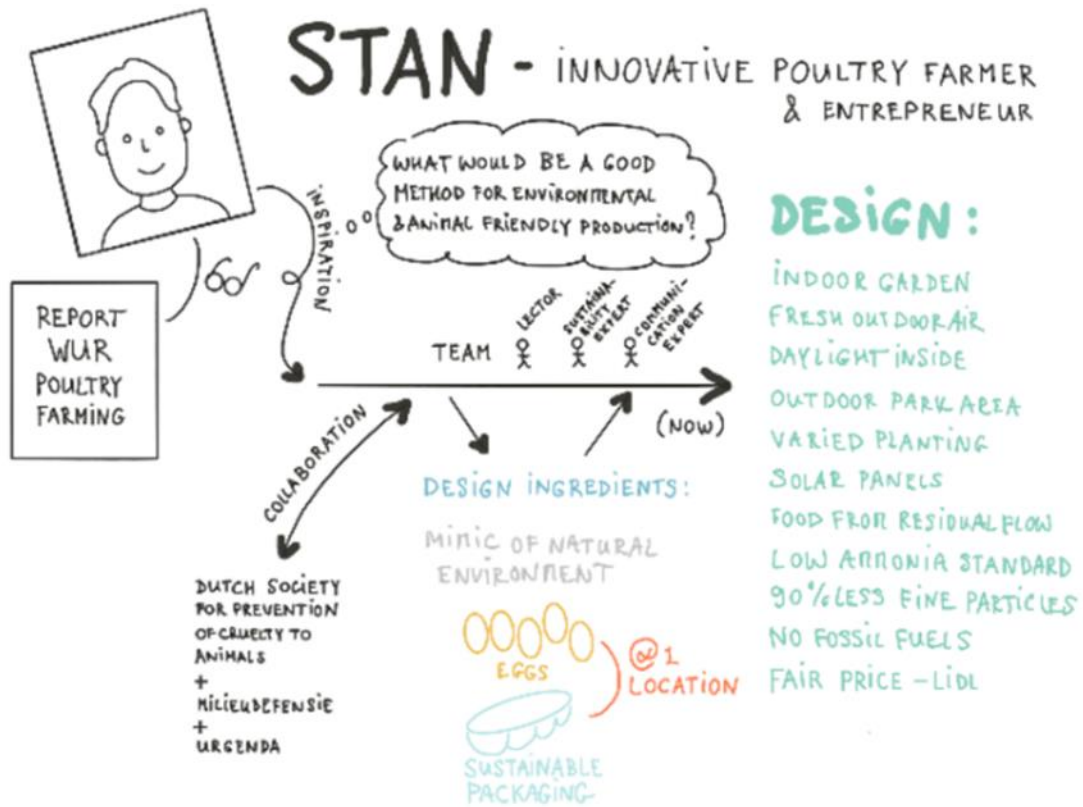 STAN - INNOVATIVE POULTRY FARMER
& ENTREPRENEUR
WHAT WOULD BE A GOOD
METHOD FOR ENVIRONMENTAL
& ANIMAL FRIENDLY PRODUCTION?
INSPIRATION
REPORT
WUR
POULTRY
FARMING
TEAM
LECTOR
SUSTAINA-
BILITY
EXPERT
COMMUNI-
CATION
EXPERT
(NOW)
COLLABORATION
DUTCH SOCIETY
FOR PREVENTION
OF CRUELTY TO
ANIMALS
+
MILIEUDEFENSIE
+
URGENDA
DESIGN INGREDIENTS:
MIMIC OF NATURAL
ENVIRONMENT
EGGS
@ 1
LOCATION
SUSTAINABLE
PACKAGING
DESIGN:
INDOOR GARDEN
FRESH OUTDOOR AIR
DAYLIGHT INSIDE
OUTDOOR PARK AREA
VARIED PLANTING
SOLAR PANELS
FOOD FROM RESIDUAL FLOW
LOW AMMONIA STANDARD
90% LESS FINE PARTICLES
NO FOSSIL FUELS
FAIR PRICE - LIDL